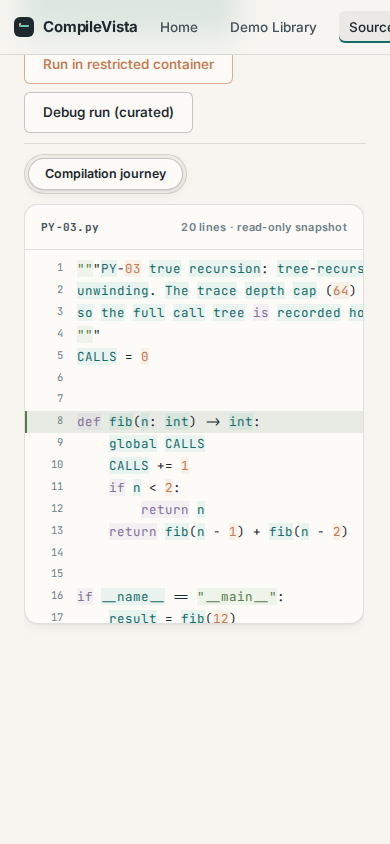 CompileVista Home Demo Library Source
Run in restricted container
Debug run (curated)
Compilation journey
PY-03.py 20 lines · read-only snapshot
1 """PY-03 true recursion: tree-recurs
2 unwinding. The trace depth cap (64)
3 so the full call tree is recorded ho
4 """
5 CALLS = 0
6
7
8 def fib(n: int) -> int:
9 global CALLS
10 CALLS += 1
11 if n < 2:
12 return n
13 return fib(n - 1) + fib(n - 2)
14
15
16 if __name__ == "__main__":
17 result = fib(12)